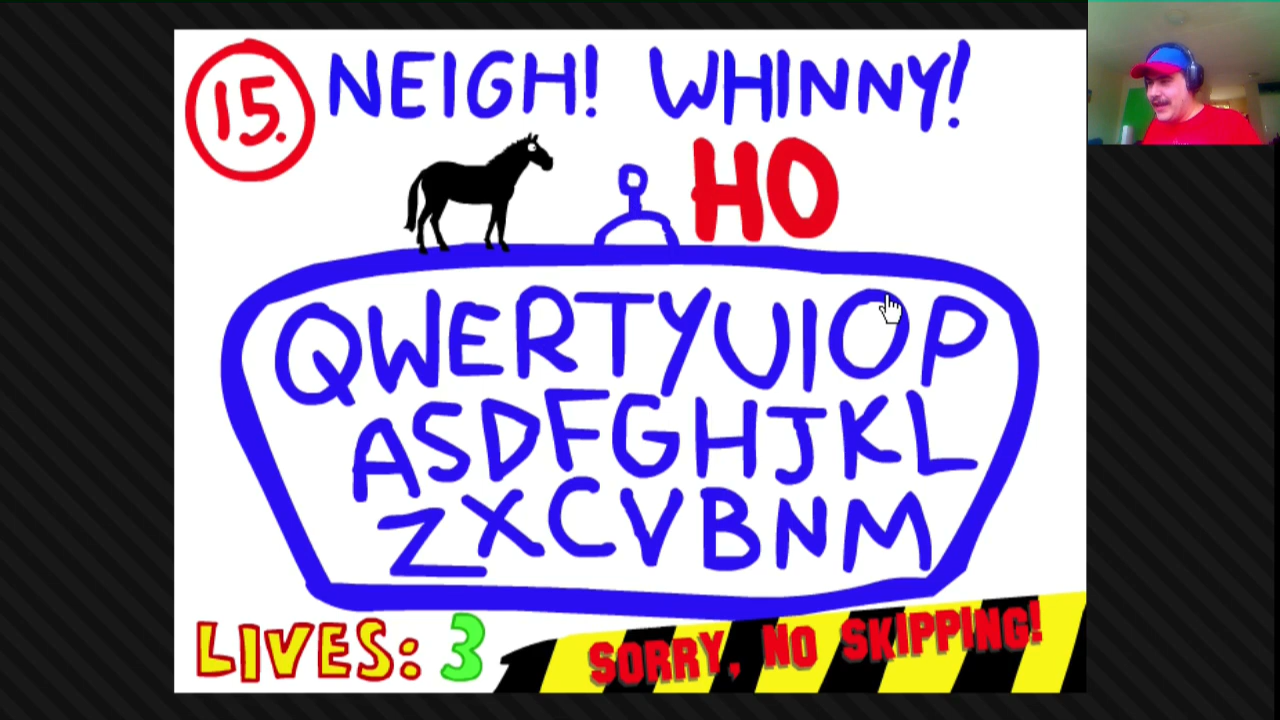 15. NEIGH! WHINNY!
HO
QWERTYUIOP
ASDFGHJKL
ZXCVBNM
LIVES: 3
SORRY, NO SKIPPING!